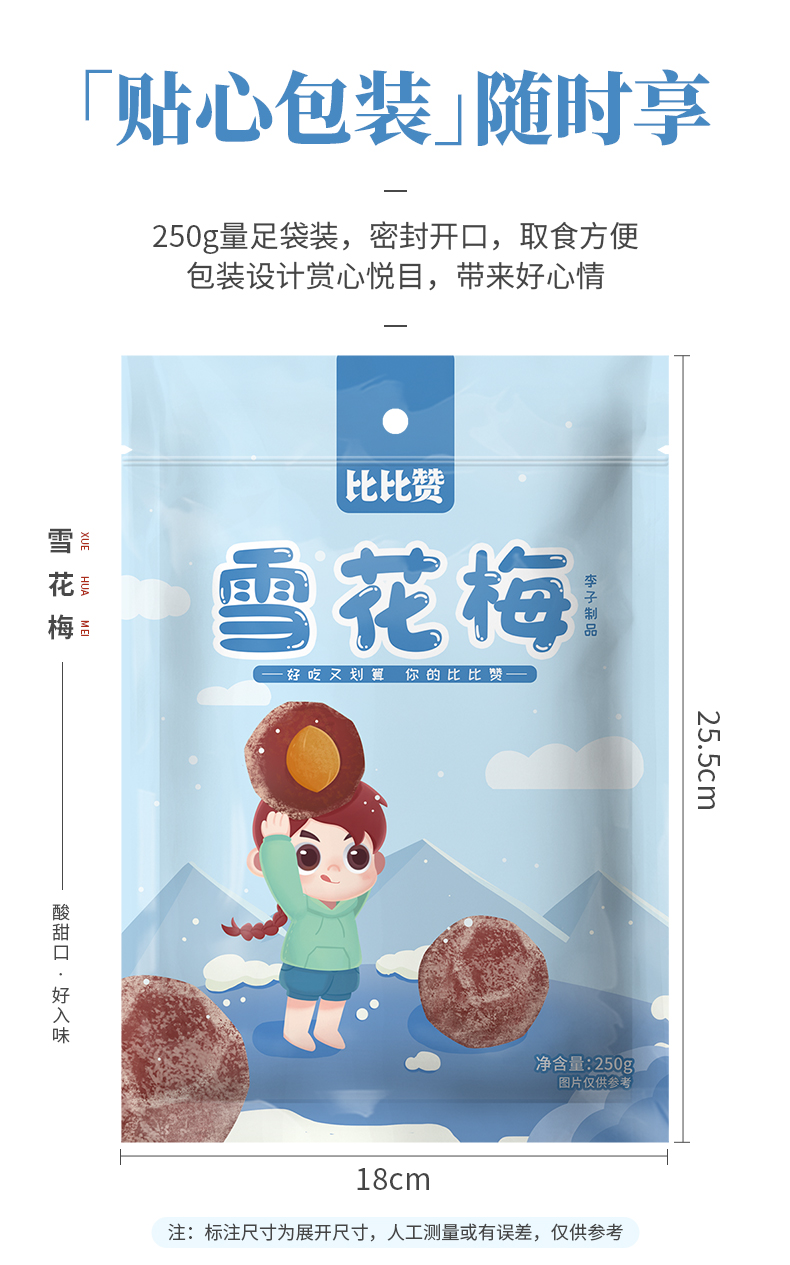 「贴心包装」随时享
250g量足袋装，密封开口，取食方便
包装设计赏心悦目，带来好心情
比比赞
雪花梅
李子制品
好吃又划算 你的比比赞
雪花梅
XUE HUA MEI
酸甜口·好入味
25.5cm
净含量：250g
图片仅供参考
18cm
注：标注尺寸为展开尺寸，人工测量或有误差，仅供参考